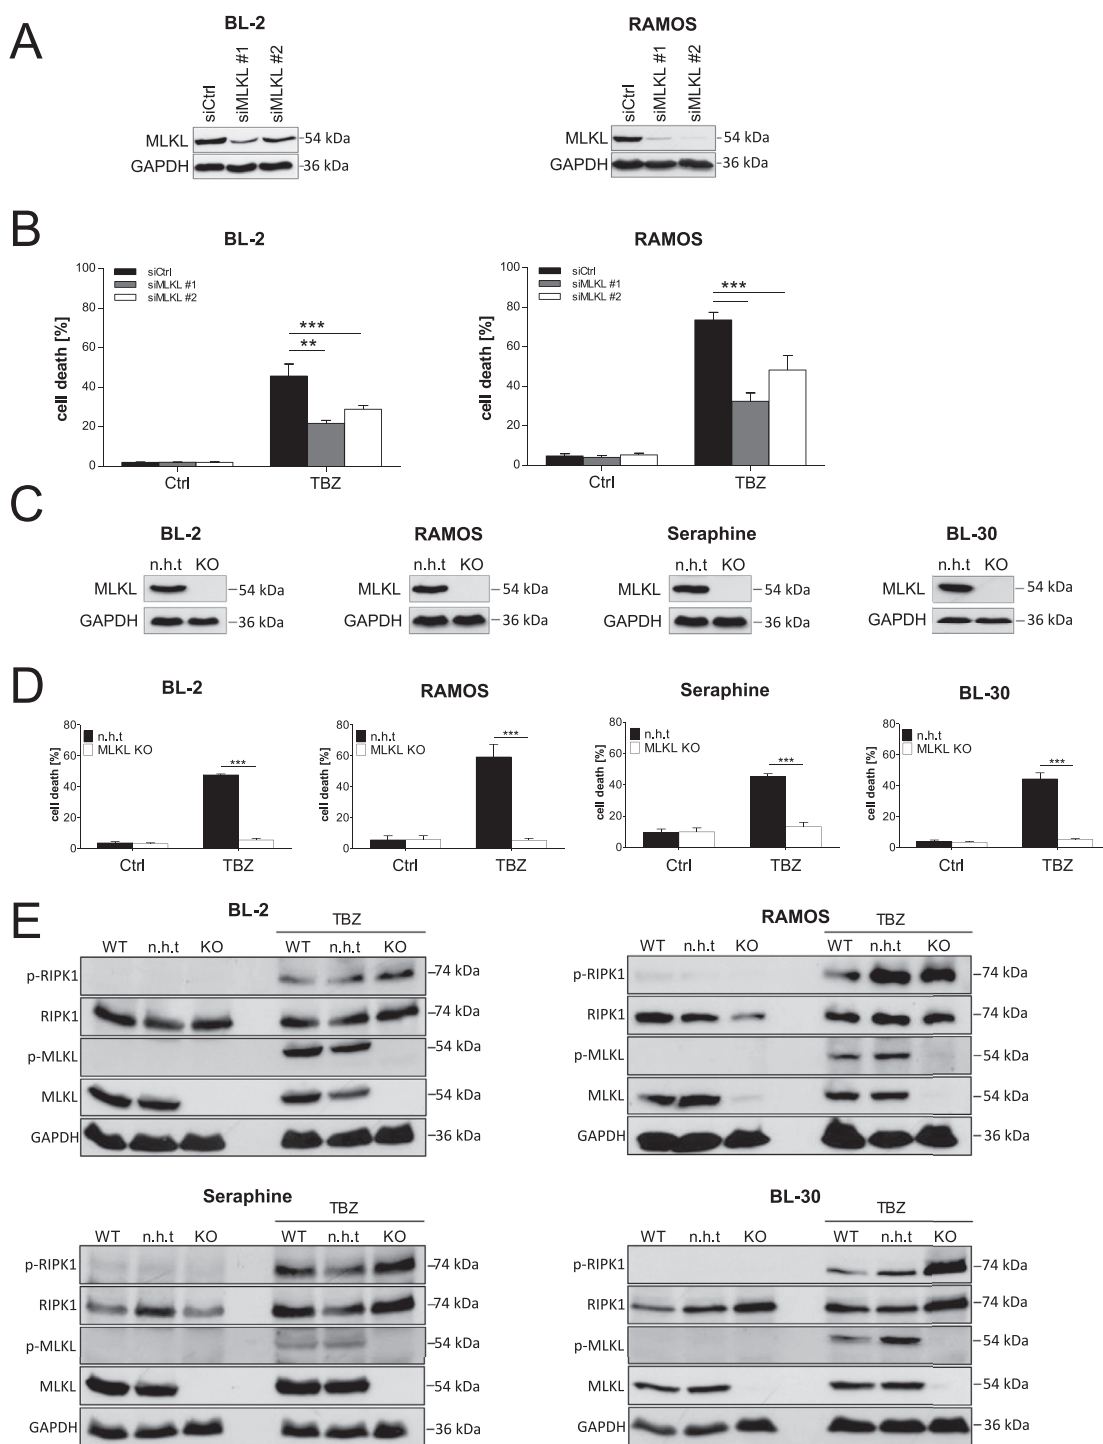 A
BL-2
siCtrl
siMLKL #1
siMLKL #2
MLKL
54 kDa
GAPDH
36 kDa
RAMOS
siCtrl
siMLKL #1
siMLKL #2
MLKL
54 kDa
GAPDH
36 kDa
B
BL-2
siCtrl
siMLKL #1
siMLKL #2
cell death [%]
100
80
60
40
20
0
***
**
Ctrl
TBZ
RAMOS
siCtrl
siMLKL #1
siMLKL #2
cell death [%]
100
80
60
40
20
0
***
Ctrl
TBZ
C
BL-2
n.h.t KO
MLKL
54 kDa
GAPDH
36 kDa
RAMOS
n.h.t KO
MLKL
54 kDa
GAPDH
36 kDa
Seraphine
n.h.t KO
MLKL
54 kDa
GAPDH
36 kDa
BL-30
n.h.t KO
MLKL
54 kDa
GAPDH
36 kDa
D
BL-2
n.h.t
MLKL KO
cell death [%]
80
60
40
20
0
***
Ctrl
TBZ
RAMOS
n.h.t
MLKL KO
cell death [%]
80
60
40
20
0
***
Ctrl
TBZ
Seraphine
n.h.t
MLKL KO
cell death [%]
80
60
40
20
0
***
Ctrl
TBZ
BL-30
n.h.t
MLKL KO
cell death [%]
80
60
40
20
0
***
Ctrl
TBZ
E
BL-2
TBZ
WT n.h.t KO WT n.h.t KO
p-RIPK1
74 kDa
RIPK1
74 kDa
p-MLKL
54 kDa
MLKL
54 kDa
GAPDH
36 kDa
RAMOS
TBZ
WT n.h.t KO WT n.h.t KO
p-RIPK1
74 kDa
RIPK1
74 kDa
p-MLKL
54 kDa
MLKL
54 kDa
GAPDH
36 kDa
Seraphine
TBZ
WT n.h.t KO WT n.h.t KO
p-RIPK1
74 kDa
RIPK1
74 kDa
p-MLKL
54 kDa
MLKL
54 kDa
GAPDH
36 kDa
BL-30
TBZ
WT n.h.t KO WT n.h.t KO
p-RIPK1
74 kDa
RIPK1
74 kDa
p-MLKL
54 kDa
MLKL
54 kDa
GAPDH
36 kDa